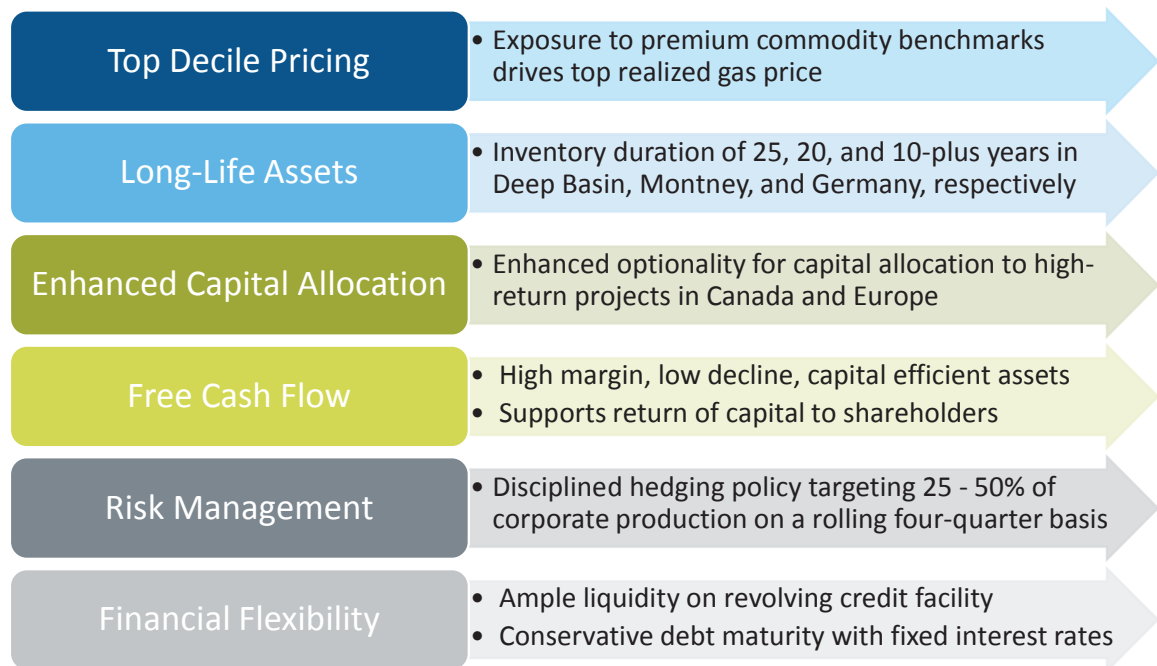 Top Decile Pricing
• Exposure to premium commodity benchmarks
drives top realized gas price
Long-Life Assets
• Inventory duration of 25, 20, and 10-plus years in
Deep Basin, Montney, and Germany, respectively
Enhanced Capital Allocation
• Enhanced optionality for capital allocation to high-
return projects in Canada and Europe
Free Cash Flow
• High margin, low decline, capital efficient assets
• Supports return of capital to shareholders
Risk Management
• Disciplined hedging policy targeting 25 - 50% of
corporate production on a rolling four-quarter basis
Financial Flexibility
• Ample liquidity on revolving credit facility
• Conservative debt maturity with fixed interest rates